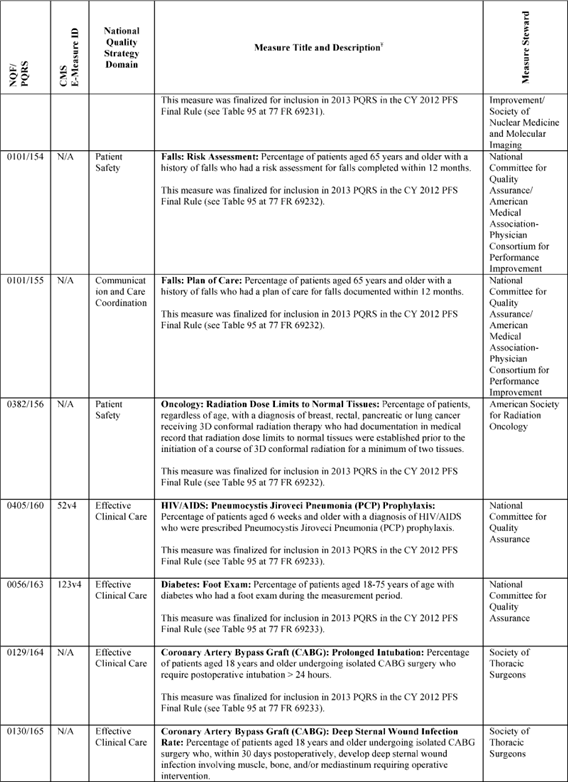 NQF/
PQRS
CMS
E-Measure ID
National
Quality
Strategy
Domain
Measure Title and Description¥
Measure Steward
This measure was finalized for inclusion in 2013 PQRS in the CY 2012 PFS
Final Rule (see Table 95 at 77 FR 69231).
Improvement/
Society of
Nuclear Medicine
and Molecular
Imaging
0101/154
N/A
Patient
Safety
Falls: Risk Assessment: Percentage of patients aged 65 years and older with a
history of falls who had a risk assessment for falls completed within 12 months.
This measure was finalized for inclusion in 2013 PQRS in the CY 2012 PFS
Final Rule (see Table 95 at 77 FR 69232).
National
Committee for
Quality
Assurance/
American
Medical
Association-
Physician
Consortium for
Performance
Improvement
0101/155
N/A
Communicat
ion and Care
Coordination
Falls: Plan of Care: Percentage of patients aged 65 years and older with a
history of falls who had a plan of care for falls documented within 12 months.
This measure was finalized for inclusion in 2013 PQRS in the CY 2012 PFS
Final Rule (see Table 95 at 77 FR 69232).
National
Committee for
Quality
Assurance/
American
Medical
Association-
Physician
Consortium for
Performance
Improvement
0382/156
N/A
Patient
Safety
Oncology: Radiation Dose Limits to Normal Tissues: Percentage of patients,
regardless of age, with a diagnosis of breast, rectal, pancreatic or lung cancer
receiving 3D conformal radiation therapy who had documentation in medical
record that radiation dose limits to normal tissues were established prior to the
initiation of a course of 3D conformal radiation for a minimum of two tissues.
This measure was finalized for inclusion in 2013 PQRS in the CY 2012 PFS
Final Rule (see Table 95 at 77 FR 69232).
American Society
for Radiation
Oncology
0405/160
52v4
Effective
Clinical Care
HIV/AIDS: Pneumocystis Jiroveci Pneumonia (PCP) Prophylaxis:
Percentage of patients aged 6 weeks and older with a diagnosis of HIV/AIDS
who were prescribed Pneumocystis Jiroveci Pneumonia (PCP) prophylaxis.
This measure was finalized for inclusion in 2013 PQRS in the CY 2012 PFS
Final Rule (see Table 95 at 77 FR 69233).
National
Committee for
Quality
Assurance
0056/163
123v4
Effective
Clinical Care
Diabetes: Foot Exam: Percentage of patients aged 18-75 years of age with
diabetes who had a foot exam during the measurement period.
This measure was finalized for inclusion in 2013 PQRS in the CY 2012 PFS
Final Rule (see Table 95 at 77 FR 69233).
National
Committee for
Quality
Assurance
0129/164
N/A
Effective
Clinical Care
Coronary Artery Bypass Graft (CABG): Prolonged Intubation: Percentage
of patients aged 18 years and older undergoing isolated CABG surgery who
require postoperative intubation > 24 hours.
This measure was finalized for inclusion in 2013 PQRS in the CY 2012 PFS
Final Rule (see Table 95 at 77 FR 69233).
Society of
Thoracic
Surgeons
0130/165
N/A
Effective
Clinical Care
Coronary Artery Bypass Graft (CABG): Deep Sternal Wound Infection
Rate: Percentage of patients aged 18 years and older undergoing isolated CABG
surgery who, within 30 days postoperatively, develop deep sternal wound
infection involving muscle, bone, and/or mediastinum requiring operative
intervention.
Society of
Thoracic
Surgeons